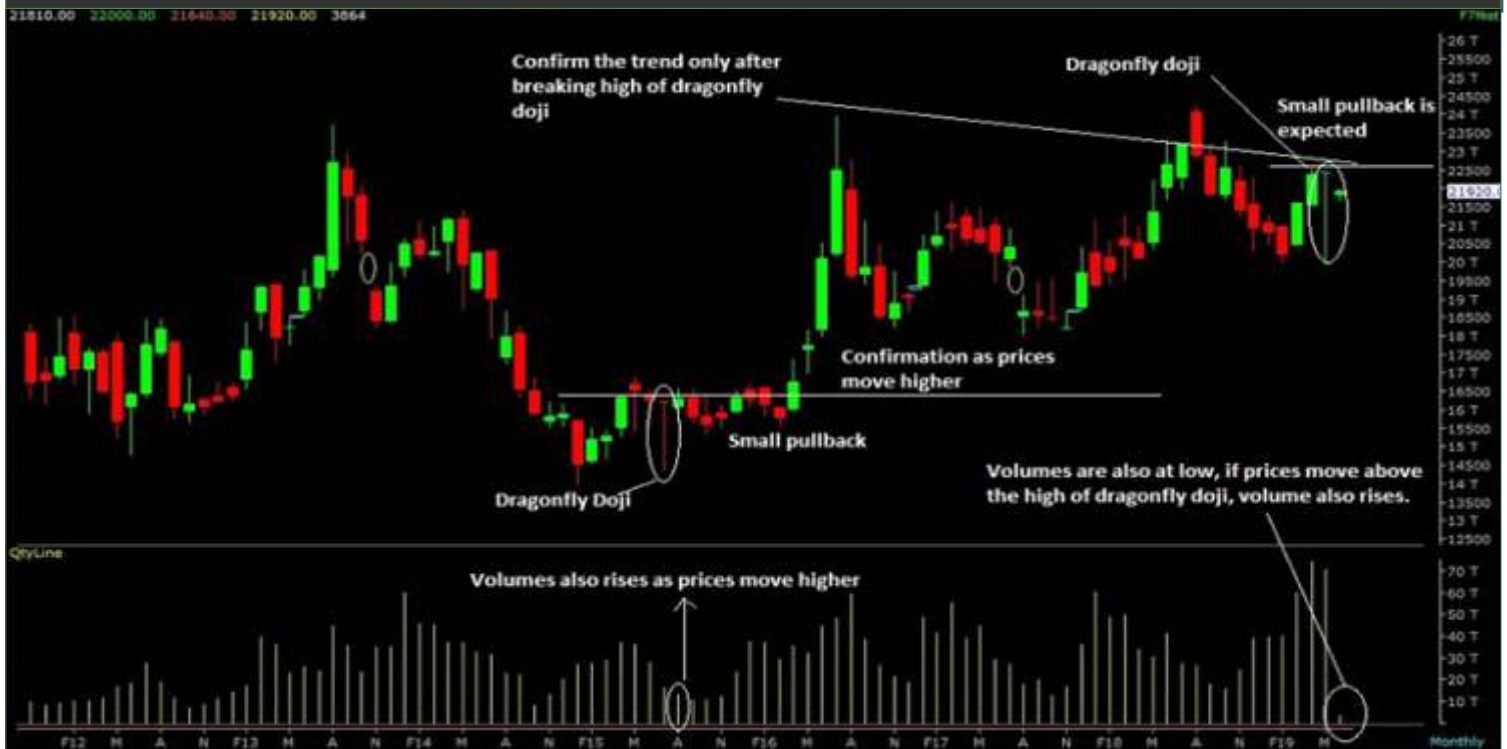 21810.00 22000.00 21640.00 21920.00 3864
Confirm the trend only after
breaking high of dragonfly
doji
Dragonfly doji
Small pullback is
expected
Confirmation as prices
move higher
Small pullback
Dragonfly Doji
Volumes are also at low, if prices move above
the high of dragonfly doji, volume also rises.
26 T
25500
25 T
24500
24 T
23500
23 T
22500
21920.
21500
21 T
20500
20 T
19500
19 T
18500
18 T
17500
17 T
16500
16 T
15500
15 T
14500
14 T
13500
13 T
12500
QtyLine
Volumes also rises as prices move higher
70 T
60 T
50 T
40 T
30 T
20 T
10 T
F12 M A N F13 M A N F14 M A N F15 M A N F16 M A N F17 M A N F18 M A N F19 M
Monthly